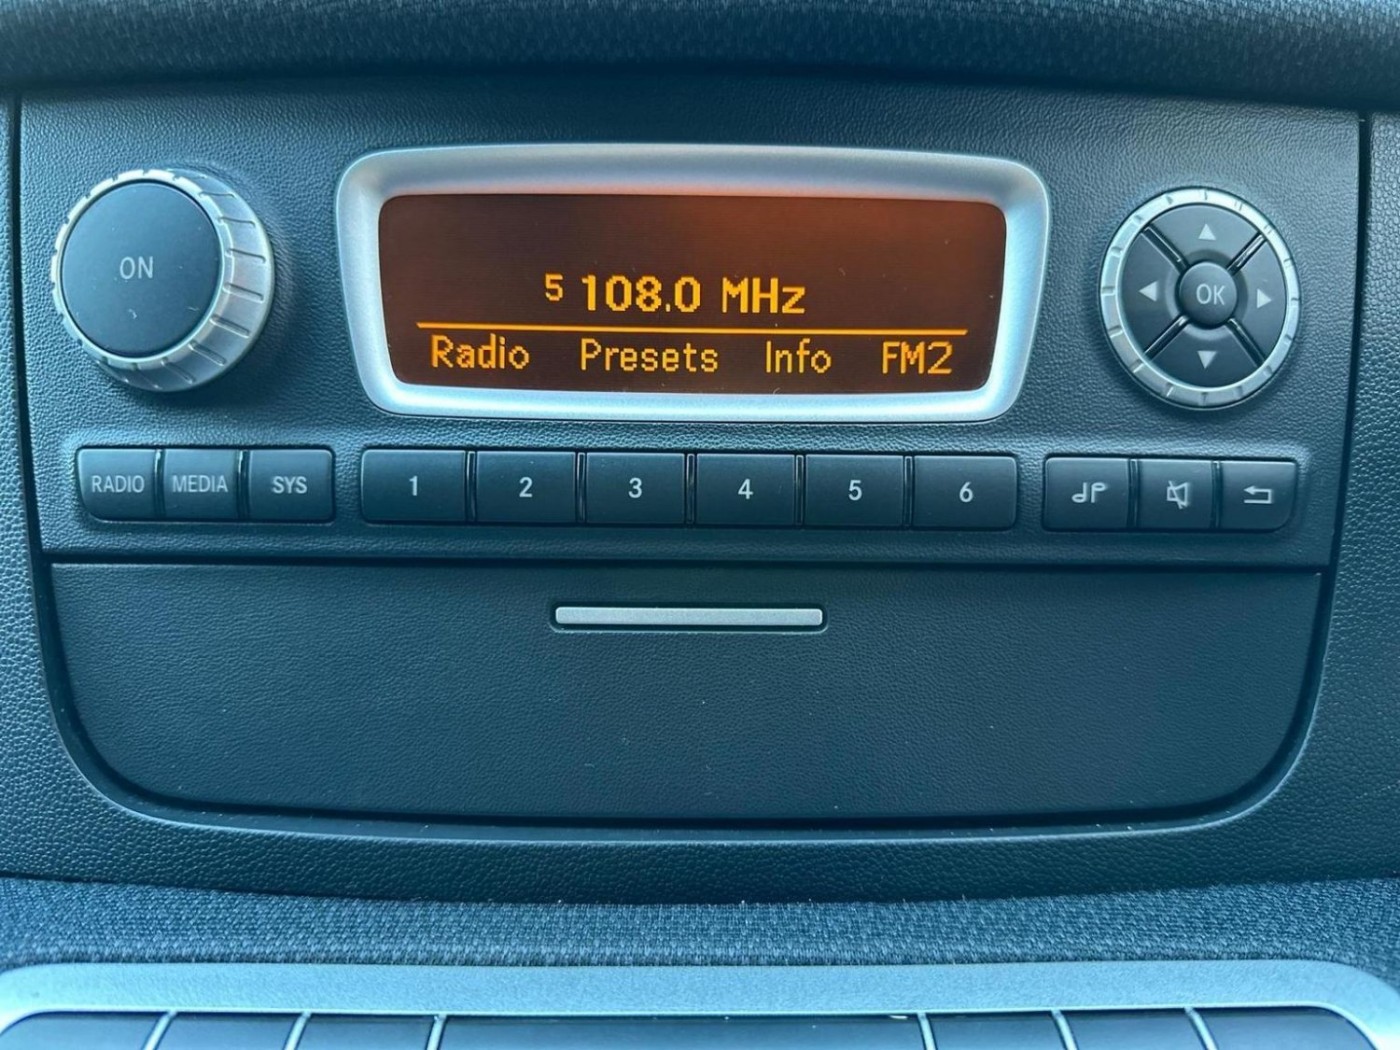 ON
5 108.0 MHz
Radio Presets Info FM2
OK
RADIO MEDIA SYS 1 2 3 4 5 6